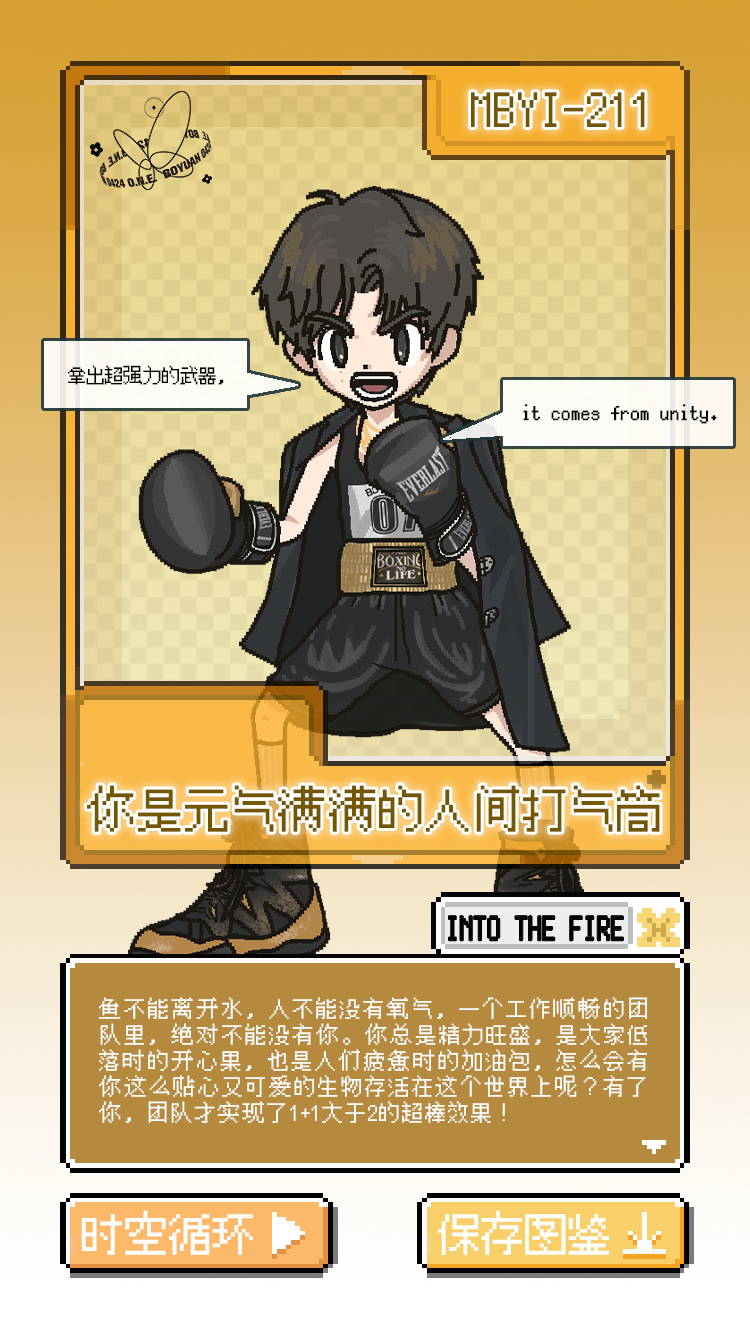 MBYI-211
0424 O.N.E. BOYUAN 0424
拿出超强力的武器，
it comes from unity.
EVERLAST
EVERLAST
07
BOXING
NO
LIFE
你是元气满满的人间打气筒
INTO THE FIRE
鱼不能离开水，人不能没有氧气，一个工作顺畅的团
队里，绝对不能没有你。你总是精力旺盛，是大家低
落时的开心果，也是人们疲惫时的加油包，怎么会有
你这么贴心又可爱的生物存活在这个世界上呢？有了
你，团队才实现了1+1大于2的超棒效果！
时空循环
保存图鉴